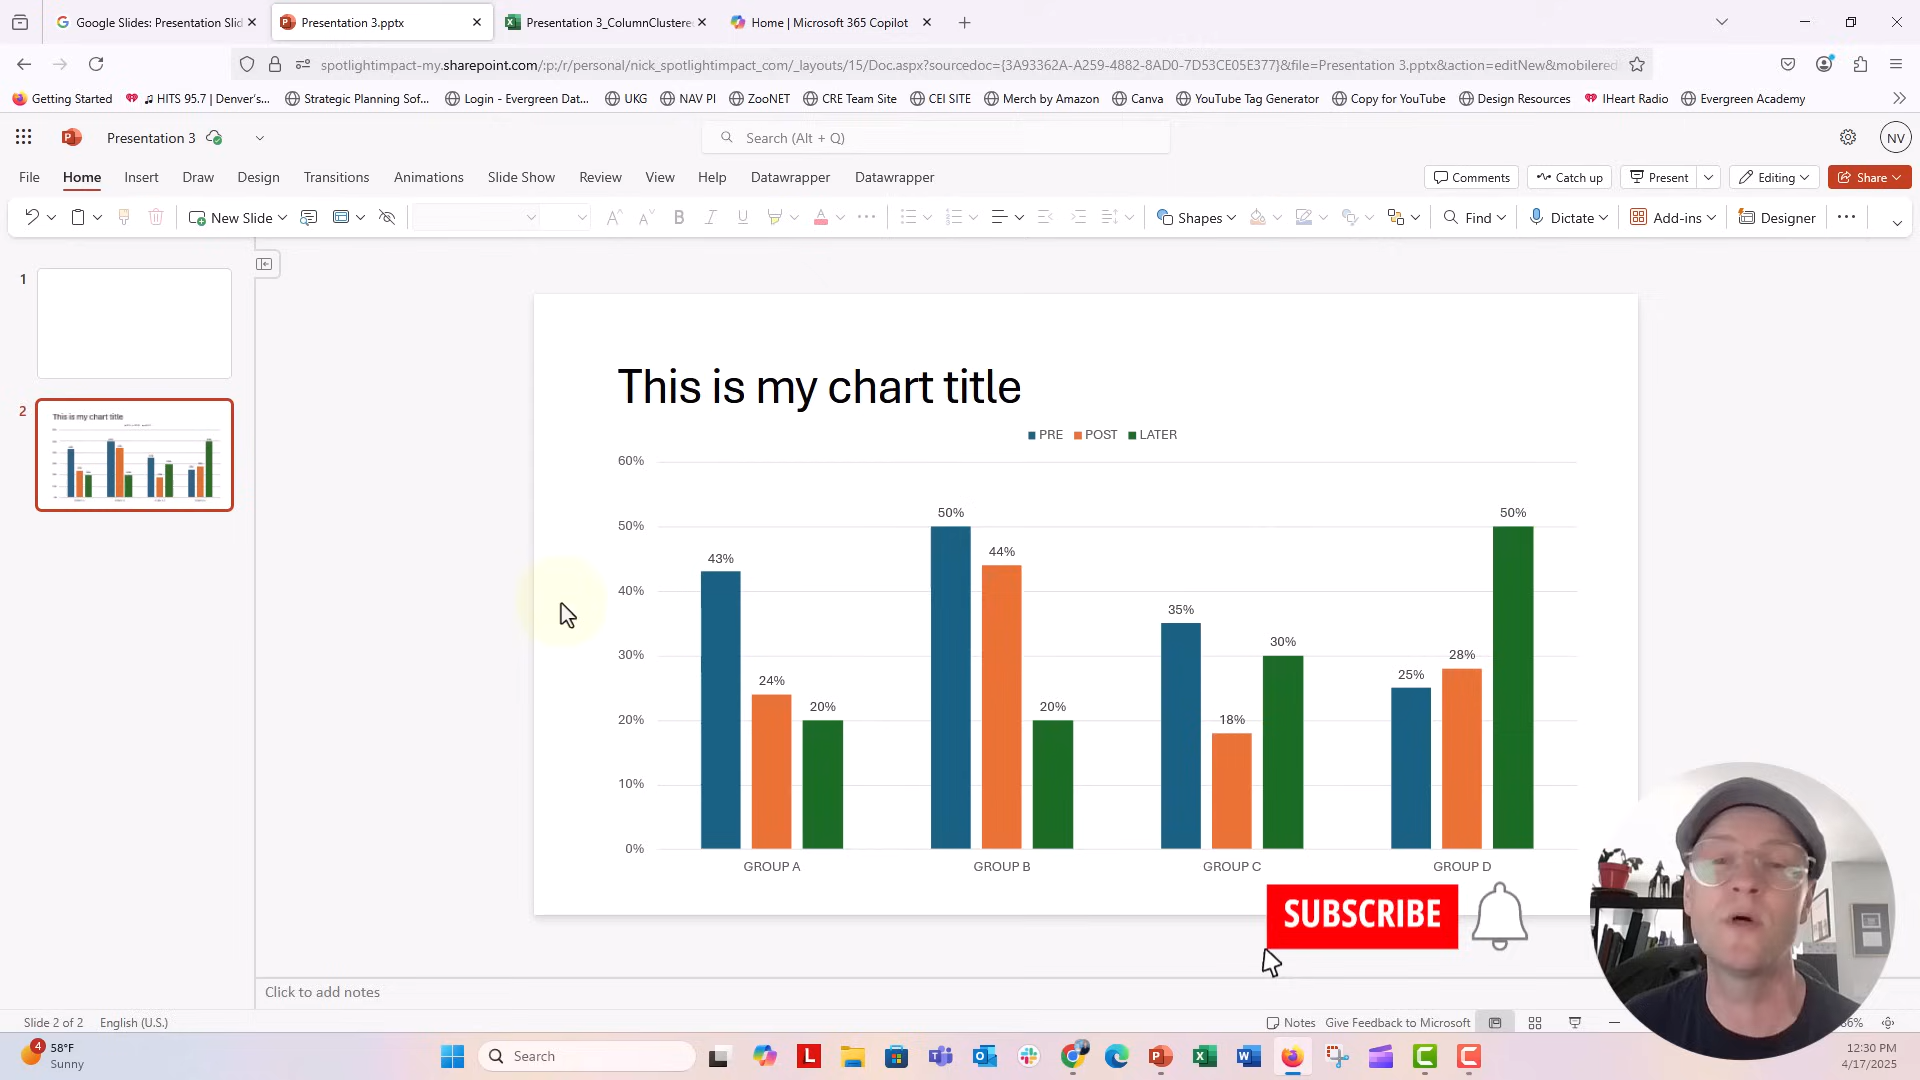 Google Slides: Presentation Slid
Presentation 3.pptx
Presentation 3_ColumnClustere
Home | Microsoft 365 Copilot
spotlightimpact-my.sharepoint.com/:p:/r/personal/nick_spotlightimpact_com/_layouts/15/Doc.aspx?sourcedoc={3A93362A-A259-4882-8AD0-7D53CE05E377}&file=Presentation 3.pptx&action=editNew&mobilered
Getting Started
HITS 95.7 | Denver's...
Strategic Planning Sof...
Login - Evergreen Dat...
UKG
NAV PI
ZooNET
CRE Team Site
CEI SITE
Merch by Amazon
Canva
YouTube Tag Generator
Copy for YouTube
Design Resources
IHeart Radio
Evergreen Academy
Presentation 3
Search (Alt + Q)
NV
File
Home
Insert
Draw
Design
Transitions
Animations
Slide Show
Review
View
Help
Datawrapper
Datawrapper
Comments
Catch up
Present
Editing
Share
New Slide
B
I
U
A
Shapes
Find
Dictate
Add-ins
Designer
1
2
This is my chart title
This is my chart title
PRE POST LATER
60%
50%
40%
30%
20%
10%
0%
43%
24%
20%
50%
44%
20%
35%
18%
30%
25%
28%
50%
GROUP A
GROUP B
GROUP C
GROUP D
SUBSCRIBE
Click to add notes
Slide 2 of 2
English (U.S.)
Notes
Give Feedback to Microsoft
4
58°F
Sunny
Search
L
12:30 PM
4/17/2025